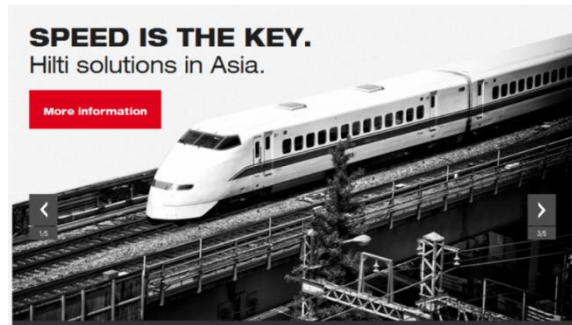 SPEED IS THE KEY.
Hilti solutions in Asia.
More information
1/5
3/5